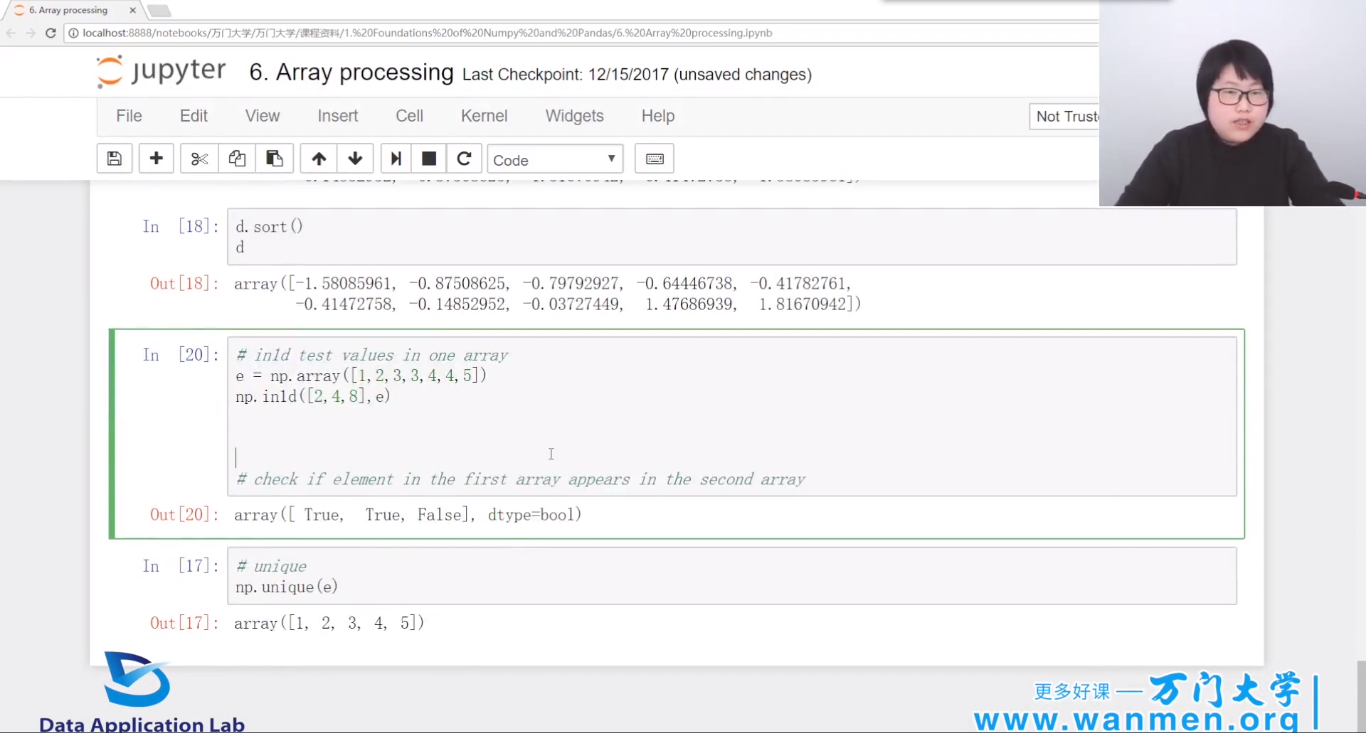 6. Array processing
localhost:8888/notebooks/万门大学/万门大学/课程资料/1.%20Foundations%20of%20Numpy%20and%20Pandas/6.%20Array%20processing.ipynb
jupyter 6. Array processing Last Checkpoint: 12/15/2017 (unsaved changes)
File Edit View Insert Cell Kernel Widgets Help Not Truste
Code
In [18]: d.sort()
d
Out[18]: array([-1.58085961, -0.87508625, -0.79792927, -0.64446738, -0.41782761,
-0.41472758, -0.14852952, -0.03727449, 1.47686939, 1.81670942])
In [20]: # in1d test values in one array
e = np.array([1,2,3,3,4,4,5])
np.in1d([2,4,8],e)
# check if element in the first array appears in the second array
Out[20]: array([ True, True, False], dtype=bool)
In [17]: # unique
np.unique(e)
Out[17]: array([1, 2, 3, 4, 5])
Data Application Lab
更多好课 — 万门大学
www.wanmen.org